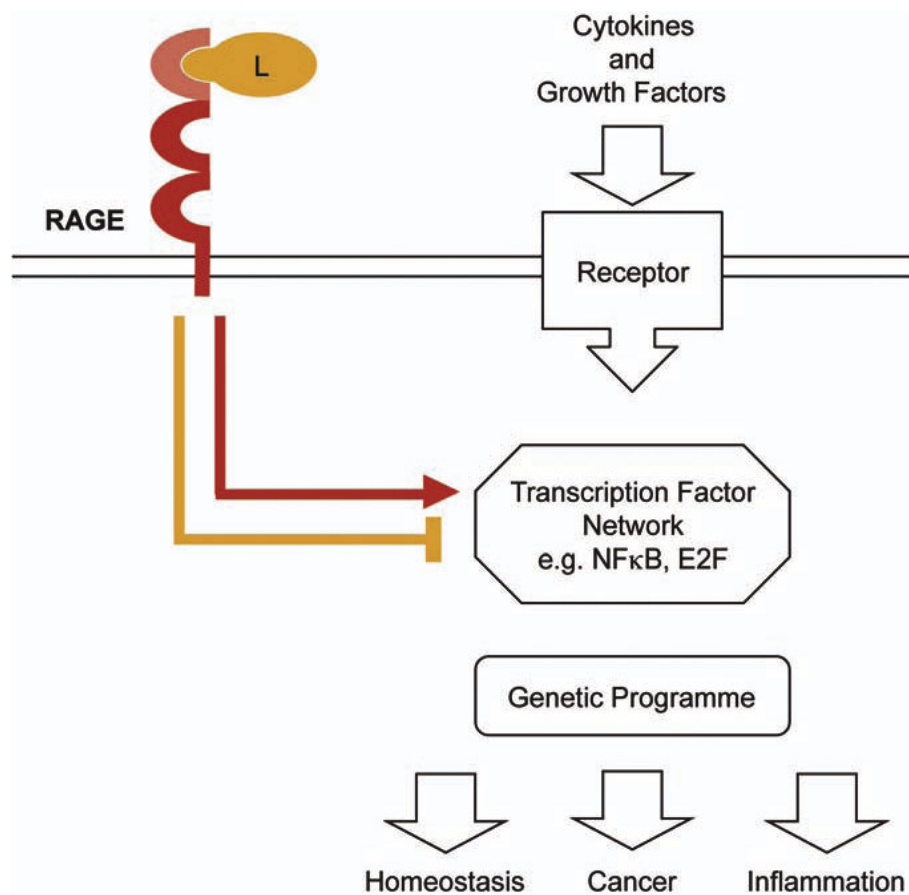 L
Cytokines
and
Growth Factors
RAGE
Receptor
Transcription Factor
Network
e.g. NFκB, E2F
Genetic Programme
Homeostasis
Cancer
Inflammation